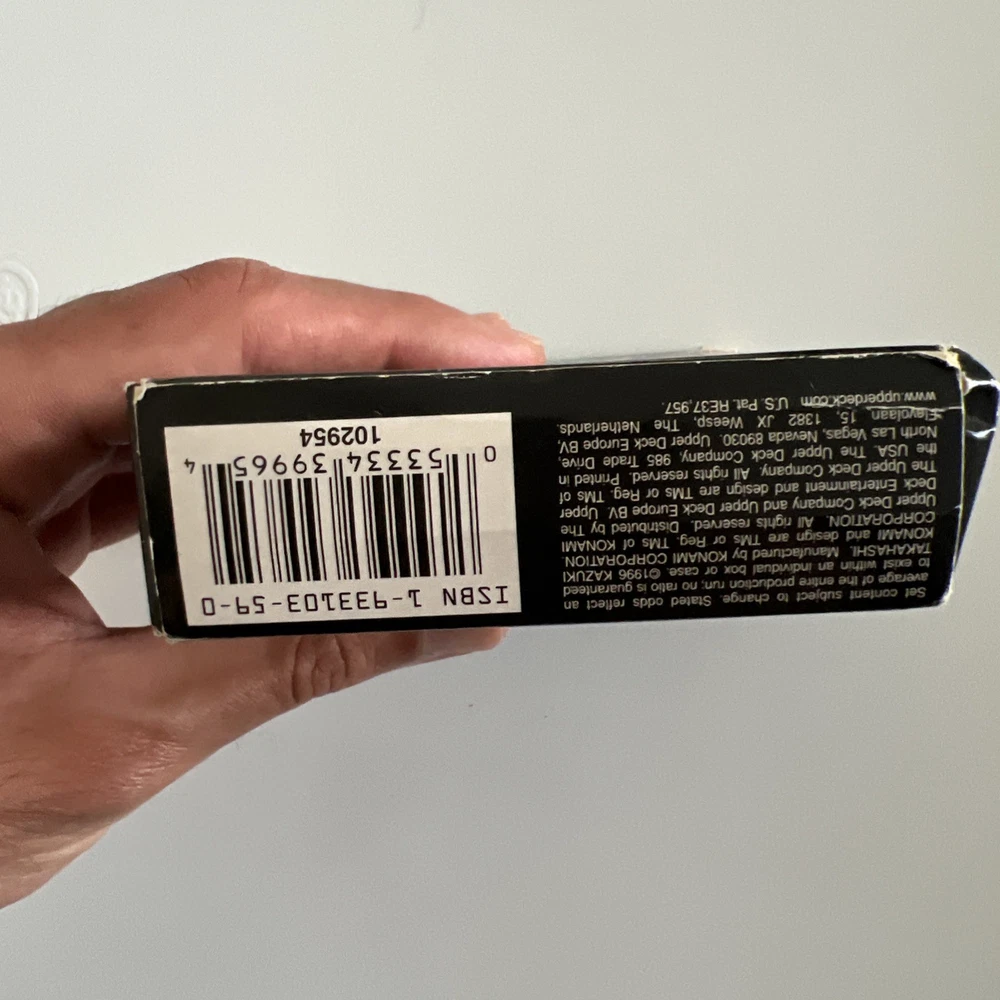 ISBN 1-933103-59-0
0 53334 39965 4
102954
Set content subject to change. Stated odds reflect an
average of the entire production run; no ratio is guaranteed
to exist within an individual box or case. ©1996 KAZUKI
TAKAHASHI. Manufactured by KONAMI CORPORATION.
KONAMI and design are TMs or Reg. TMs of KONAMI
CORPORATION. All rights reserved. Distributed by The
Upper Deck Company and Upper Deck Europe BV. Upper
Deck Entertainment and design are TMs or Reg. TMs of
The Upper Deck Company. All rights reserved. Printed in
the USA. The Upper Deck Company, 985 Trade Drive,
North Las Vegas, Nevada 89030. Upper Deck Europe BV,
Flevolaan, 15, 1382 JX Weesp, The Netherlands.
www.upperdeck.com U.S. Pat. RE37,957.